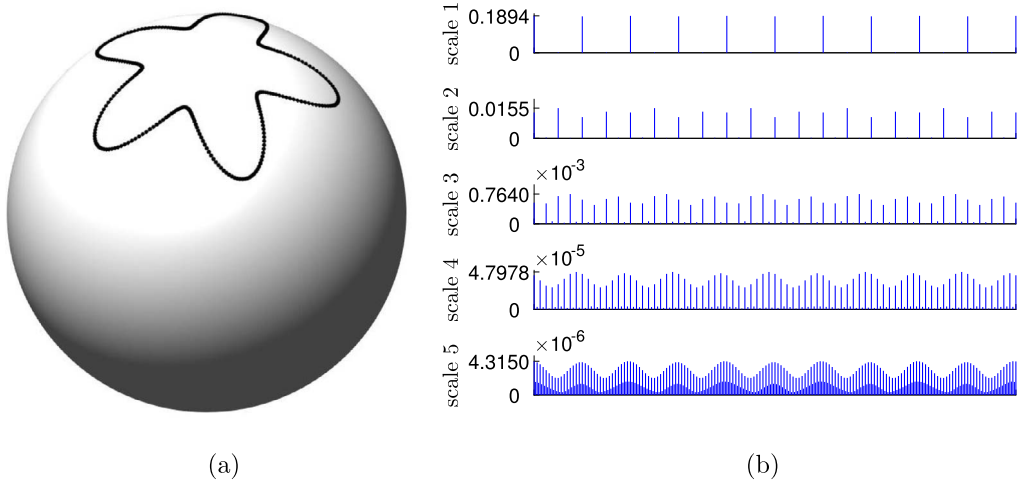 scale 1
0.1894
0
scale 2
0.0155
0
scale 3
×10⁻³
0.7640
0
scale 4
×10⁻⁵
4.7978
0
scale 5
×10⁻⁶
4.3150
0
(a)
(b)